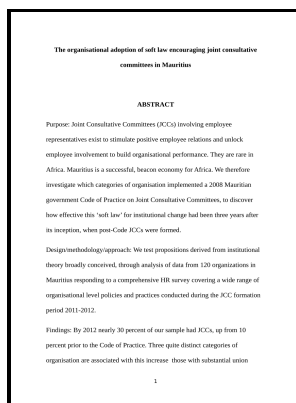 The organisational adoption of soft law encouraging joint consultative
committees in Mauritius
ABSTRACT
Purpose: Joint Consultative Committees (JCCs) involving employee
representatives exist to stimulate positive employee relations and unlock
employee involvement to build organisational performance. They are rare in
Africa. Mauritius is a successful, beacon economy for Africa. We therefore
investigate which categories of organisation implemented a 2008 Mauritian
government Code of Practice on Joint Consultative Committees, to discover
how effective this ‘soft law’ for institutional change had been three years after
its inception, when post-Code JCCs were formed.
Design/methodology/approach: We test propositions derived from institutional
theory broadly conceived, through analysis of data from 120 organizations in
Mauritius responding to a comprehensive HR survey covering a wide range of
organisational level policies and practices conducted during the JCC formation
period 2011-2012.
Findings: By 2012 nearly 30 percent of our sample had JCCs, up from 10
percent prior to the Code of Practice. Three quite distinct categories of
organisation are associated with this increase those with substantial union
1